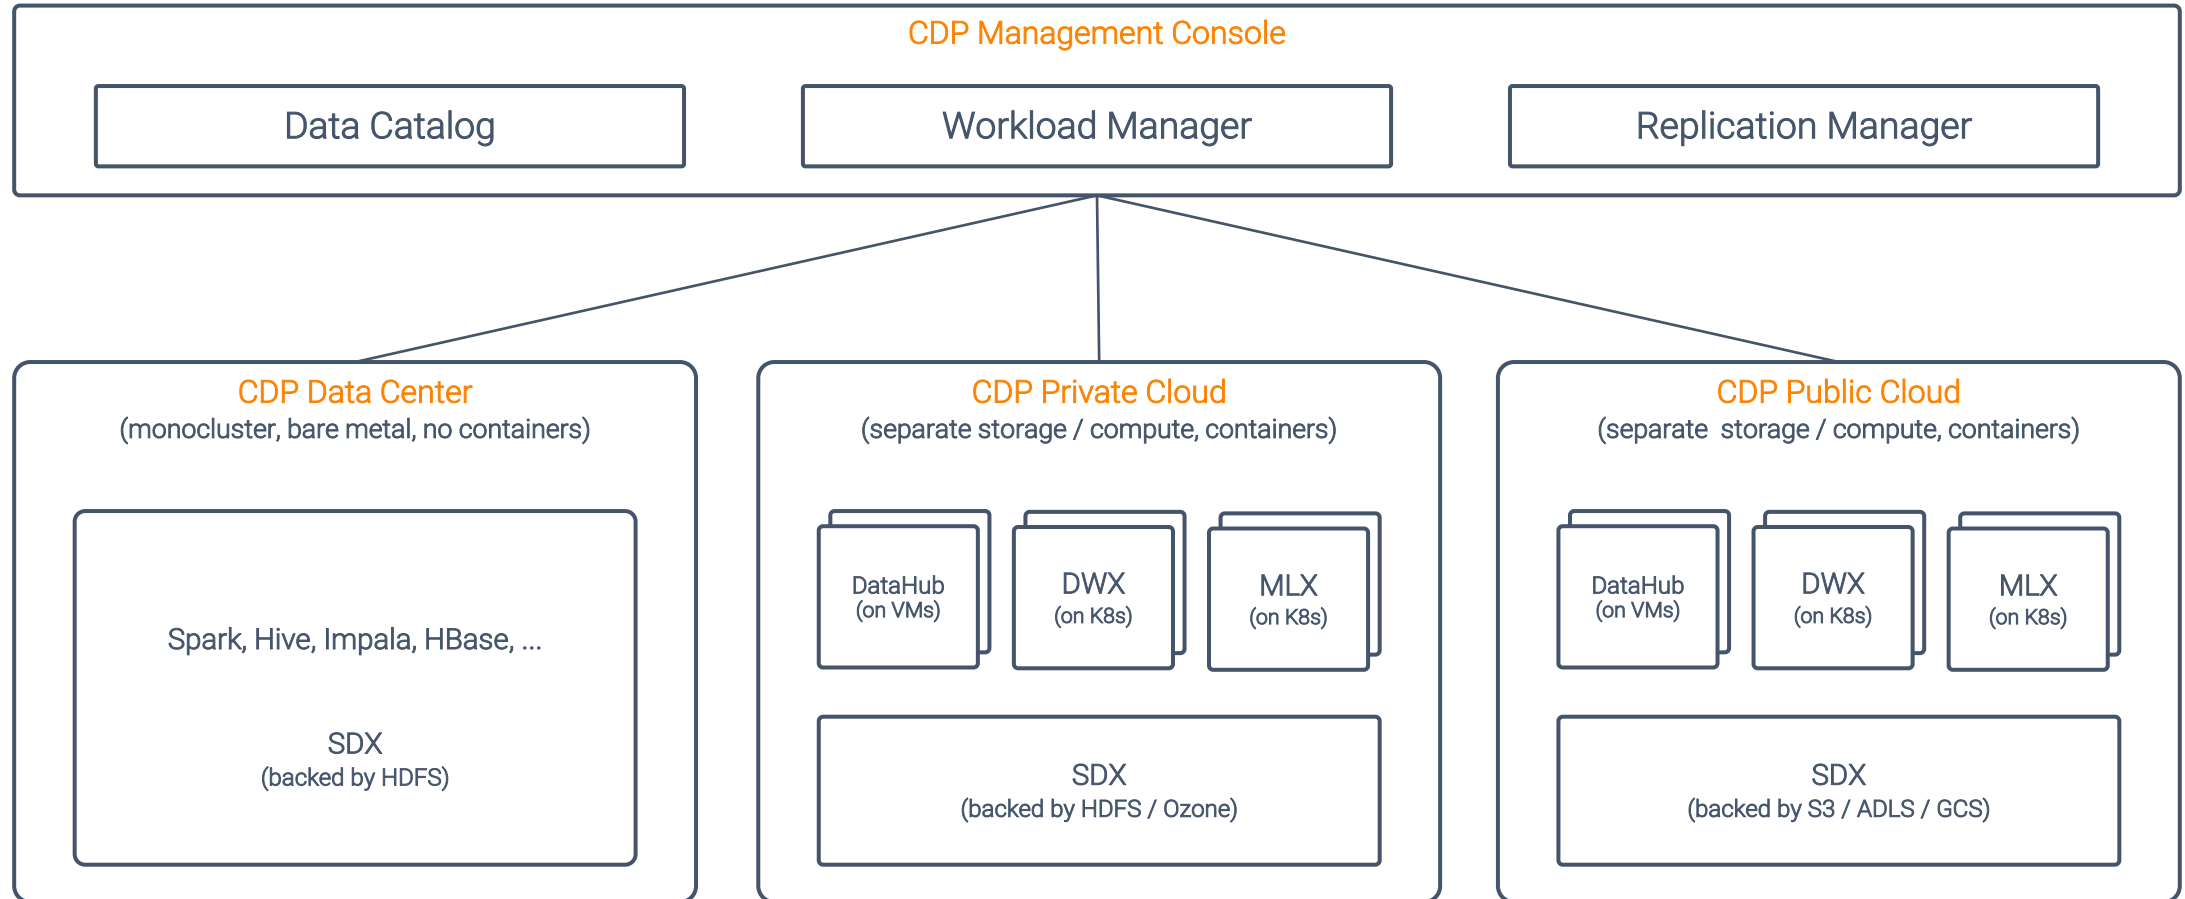 CDP Management Console
Data Catalog
Workload Manager
Replication Manager
CDP Data Center
(monocluster, bare metal, no containers)
Spark, Hive, Impala, HBase, ...
SDX
(backed by HDFS)
CDP Private Cloud
(separate storage / compute, containers)
DataHub
(on VMs)
DWX
(on K8s)
MLX
(on K8s)
SDX
(backed by HDFS / Ozone)
CDP Public Cloud
(separate  storage / compute, containers)
DataHub
(on VMs)
DWX
(on K8s)
MLX
(on K8s)
SDX
(backed by S3 / ADLS / GCS)